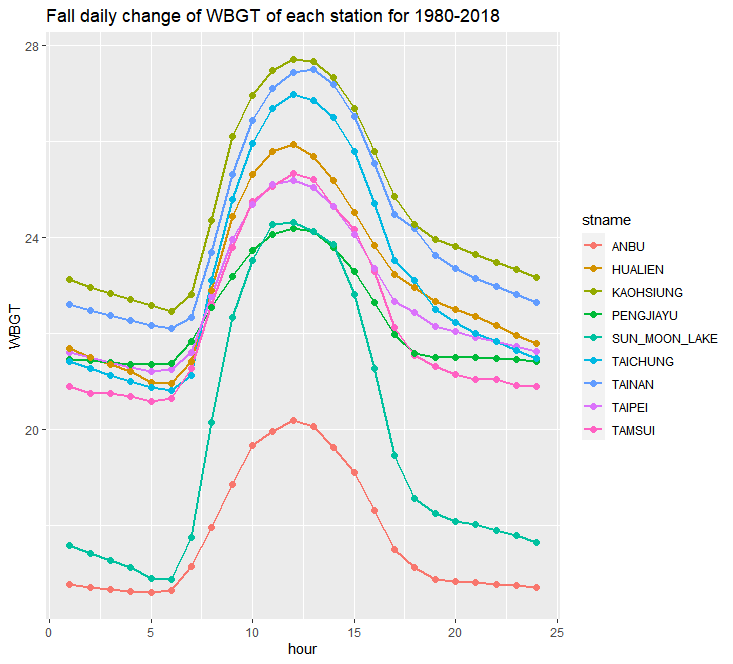 Fall daily change of WBGT of each station for 1980-2018
28
24
20
WBGT
0
5
10
15
20
25
hour
stname
ANBU
HUALIEN
KAOHSIUNG
PENGJIAYU
SUN_MOON_LAKE
TAICHUNG
TAINAN
TAIPEI
TAMSUI